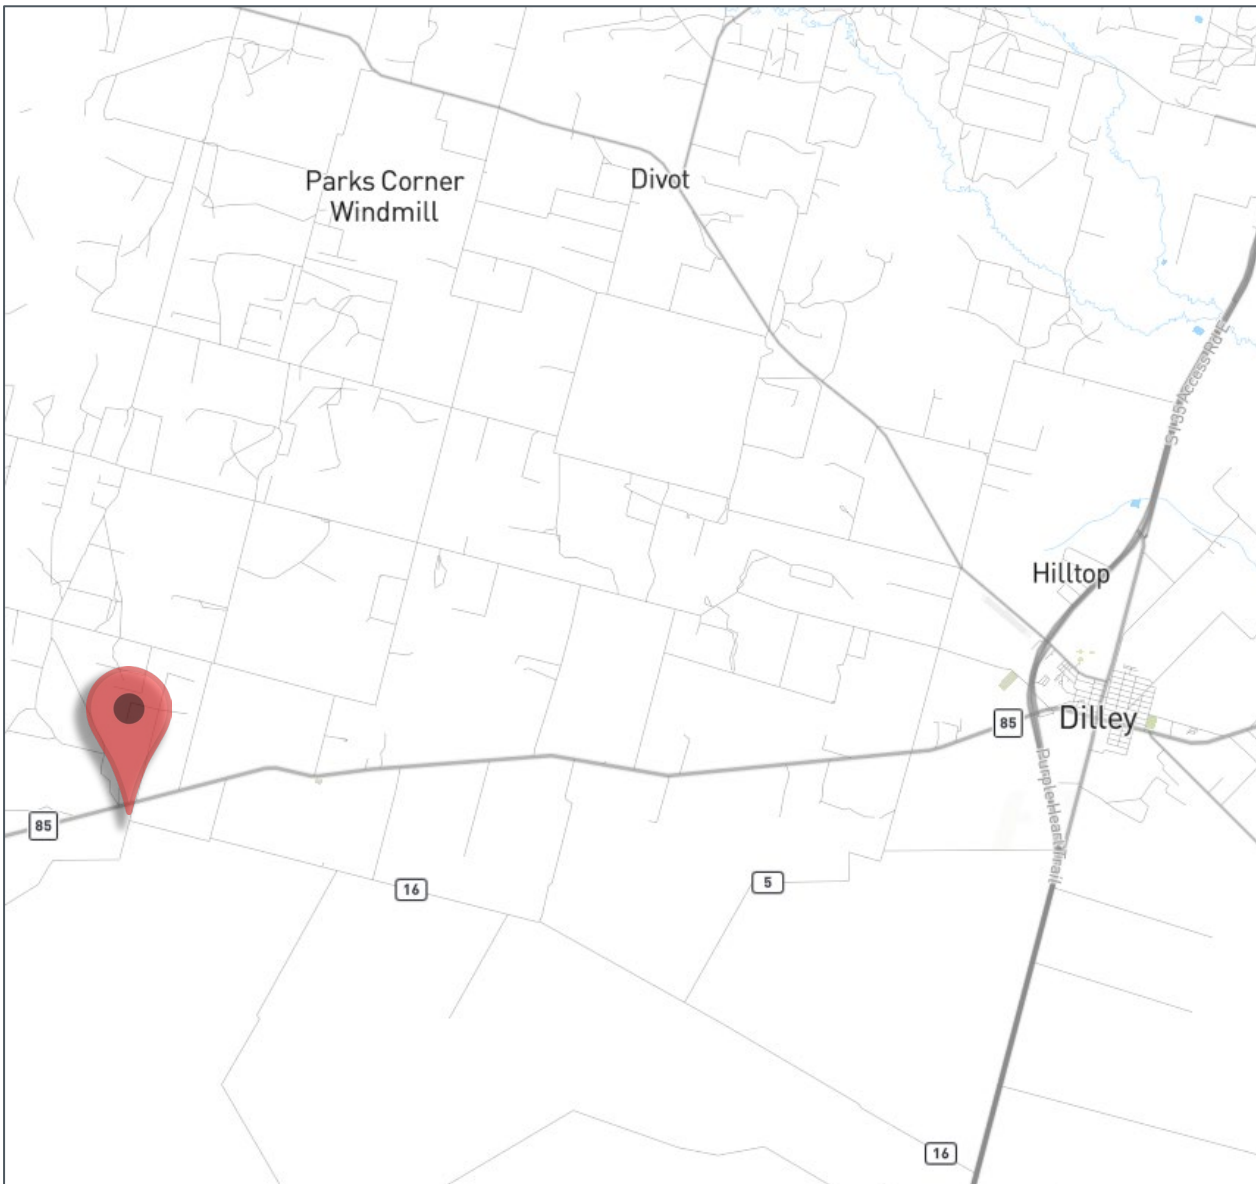 Parks Corner
Windmill
Divot
S I-35 Access Rd E
Hilltop
85
Dilley
Purple Heart Trail
85
16
5
16